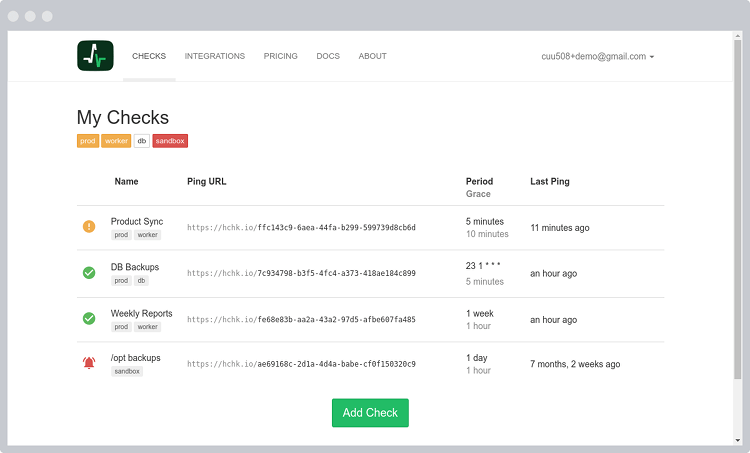 CHECKS INTEGRATIONS PRICING DOCS ABOUT cuu508+demo@gmail.com
My Checks
prod worker db sandbox
Name Ping URL Period Last Ping
Grace
Product Sync https://hchk.io/ffc143c9-6aea-44fa-b299-599739d8cb6d 5 minutes 11 minutes ago
prod worker 10 minutes
DB Backups https://hchk.io/7c934798-b3f5-4fc4-a373-418ae184c899 23 1 * * * an hour ago
prod db 5 minutes
Weekly Reports https://hchk.io/fe68e83b-aa2a-43a2-97d5-afbe607fa485 1 week an hour ago
prod worker 1 hour
/opt backups https://hchk.io/ae69168c-2d1a-4d4a-babe-cf0f150320c9 1 day 7 months, 2 weeks ago
sandbox 1 hour
Add Check